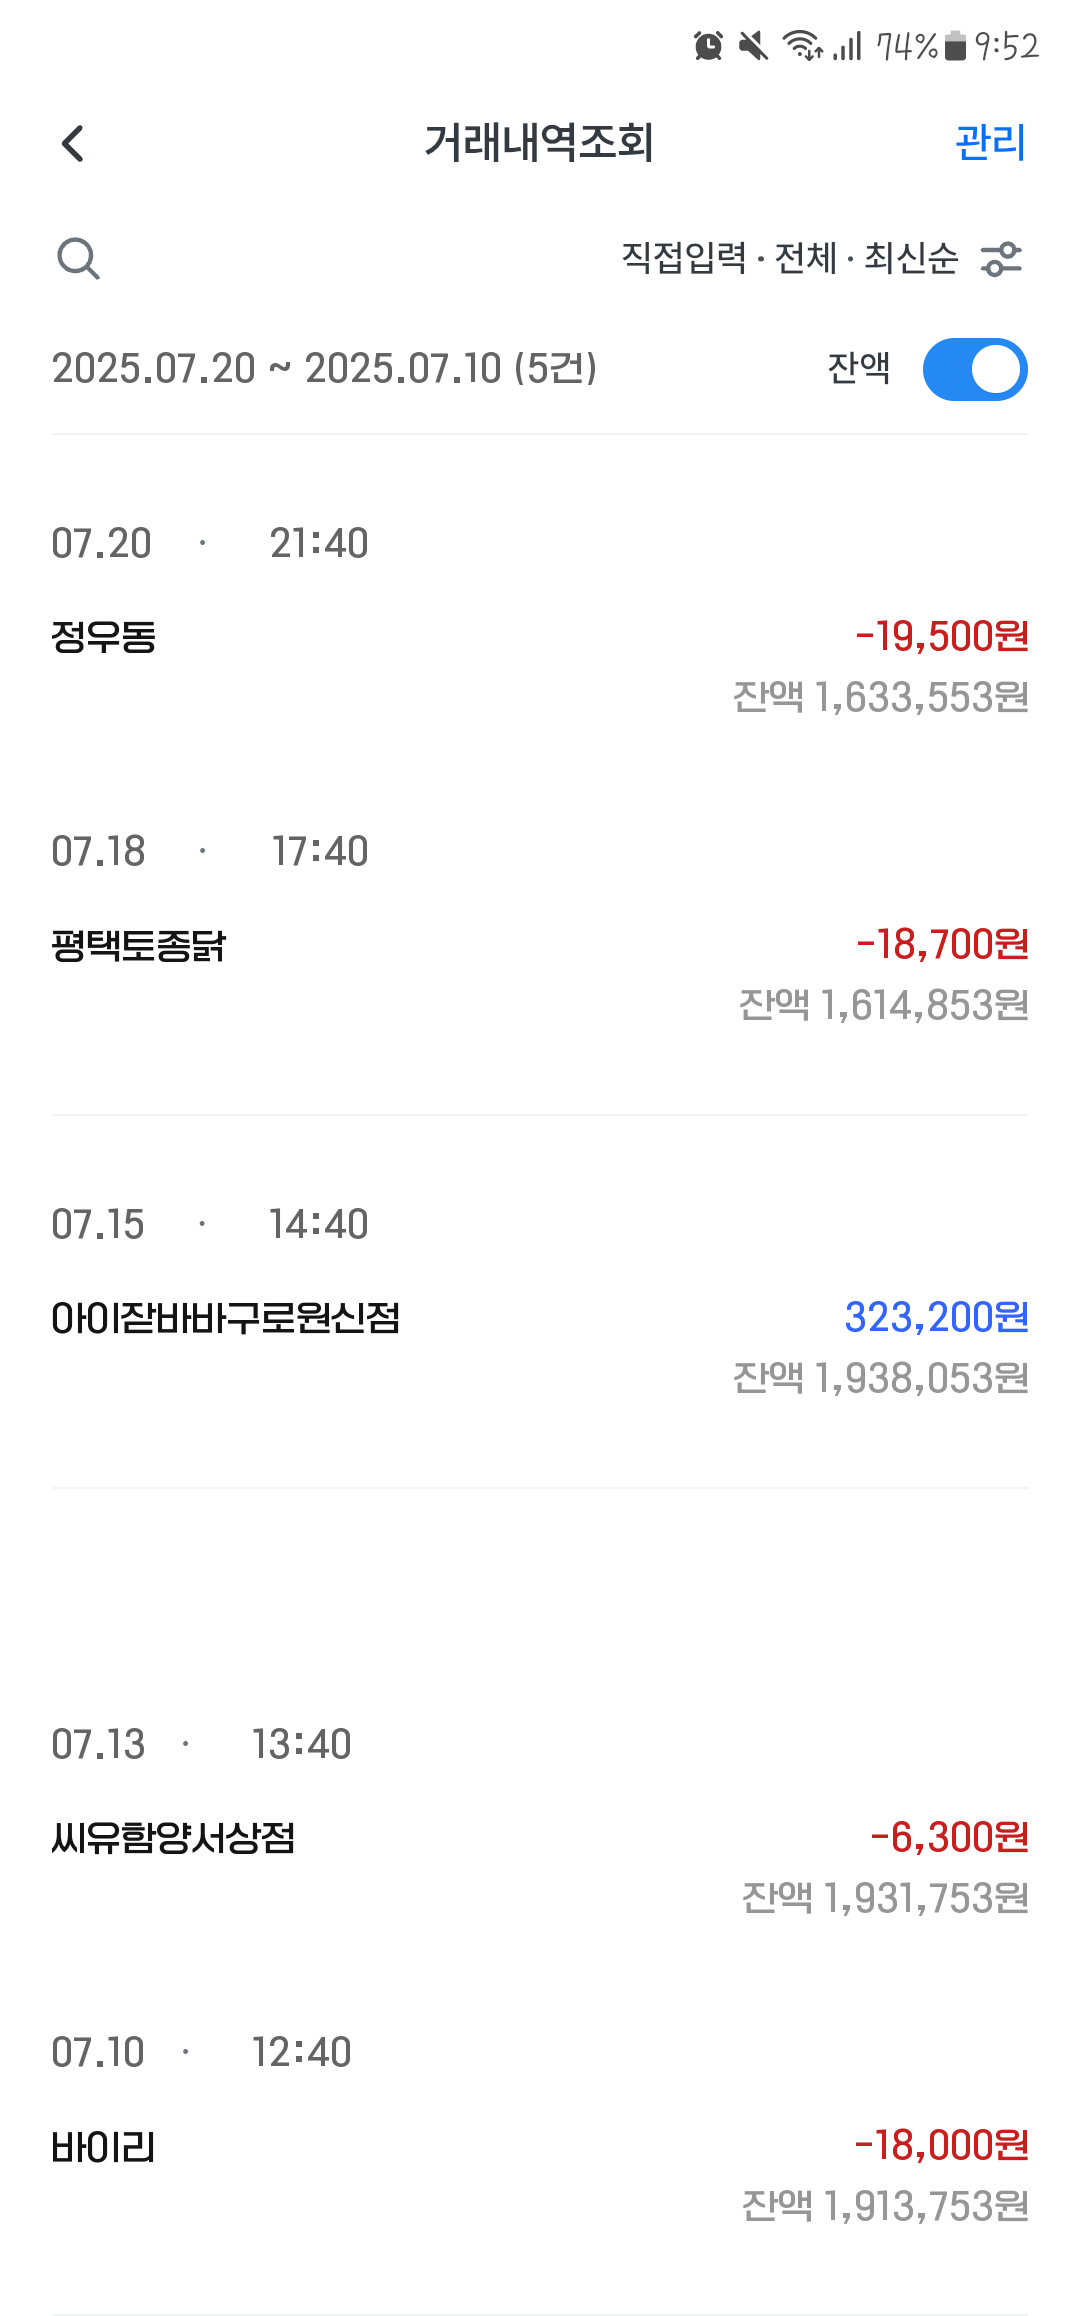 74% 9:52
거래내역조회 관리
직접입력 · 전체 · 최신순
2025.07.20 ~ 2025.07.10 (5건) 잔액
07.20 · 21:40
정우동 -19,500원
잔액 1,633,553원
07.18 · 17:40
평택토종닭 -18,700원
잔액 1,614,853원
07.15 · 14:40
아이잗바바구로원신점 323,200원
잔액 1,938,053원
07.13 · 13:40
씨유함양서상점 -6,300원
잔액 1,931,753원
07.10 · 12:40
바이리 -18,000원
잔액 1,913,753원